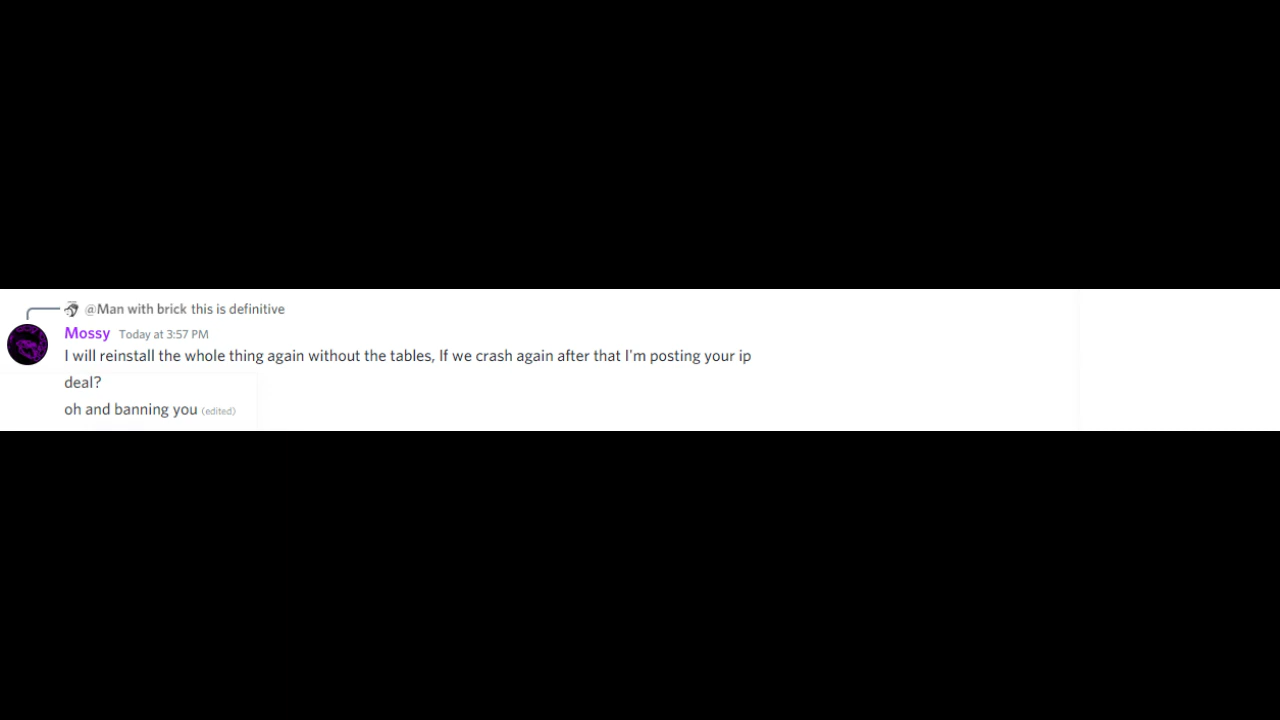 @Man with brick this is definitive
Mossy Today at 3:57 PM
I will reinstall the whole thing again without the tables, If we crash again after that I'm posting your ip
deal?
oh and banning you (edited)